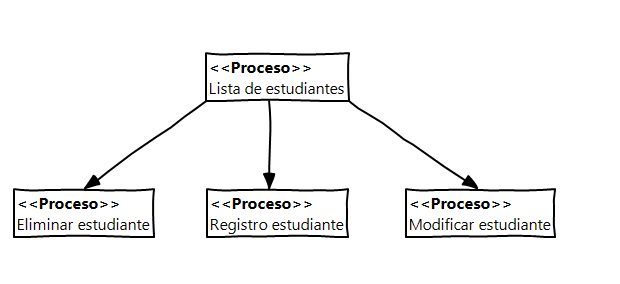 <<Proceso>>
Lista de estudiantes
<<Proceso>>
Eliminar estudiante
<<Proceso>>
Registro estudiante
<<Proceso>>
Modificar estudiante